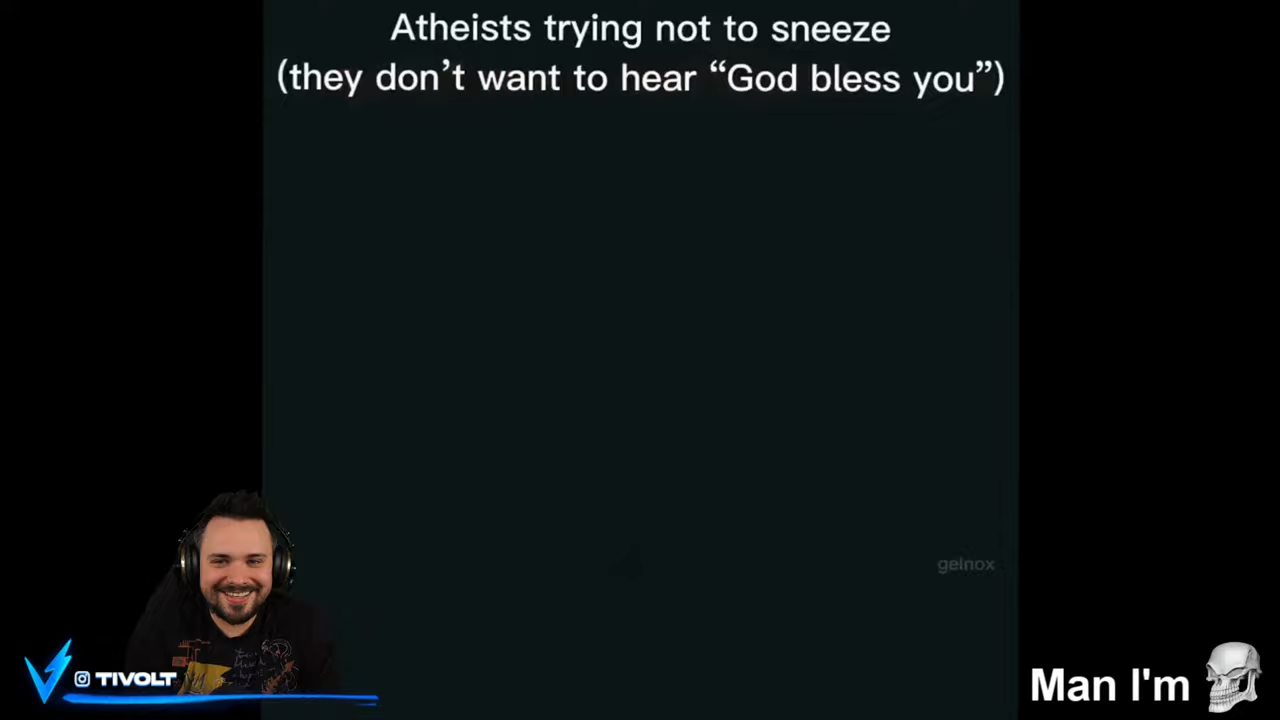 Atheists trying not to sneeze
(they don’t want to hear “God bless you”)
gelnox
TIVOLT
Man I'm